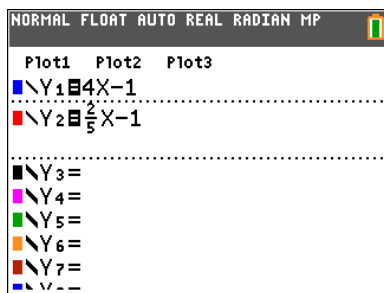 NORMAL FLOAT AUTO REAL RADIAN MP
Plot1 Plot2 Plot3
\Y₁=4X-1
\Y₂=2/5X-1
\Y₃=
\Y₄=
\Y₅=
\Y₆=
\Y₇=